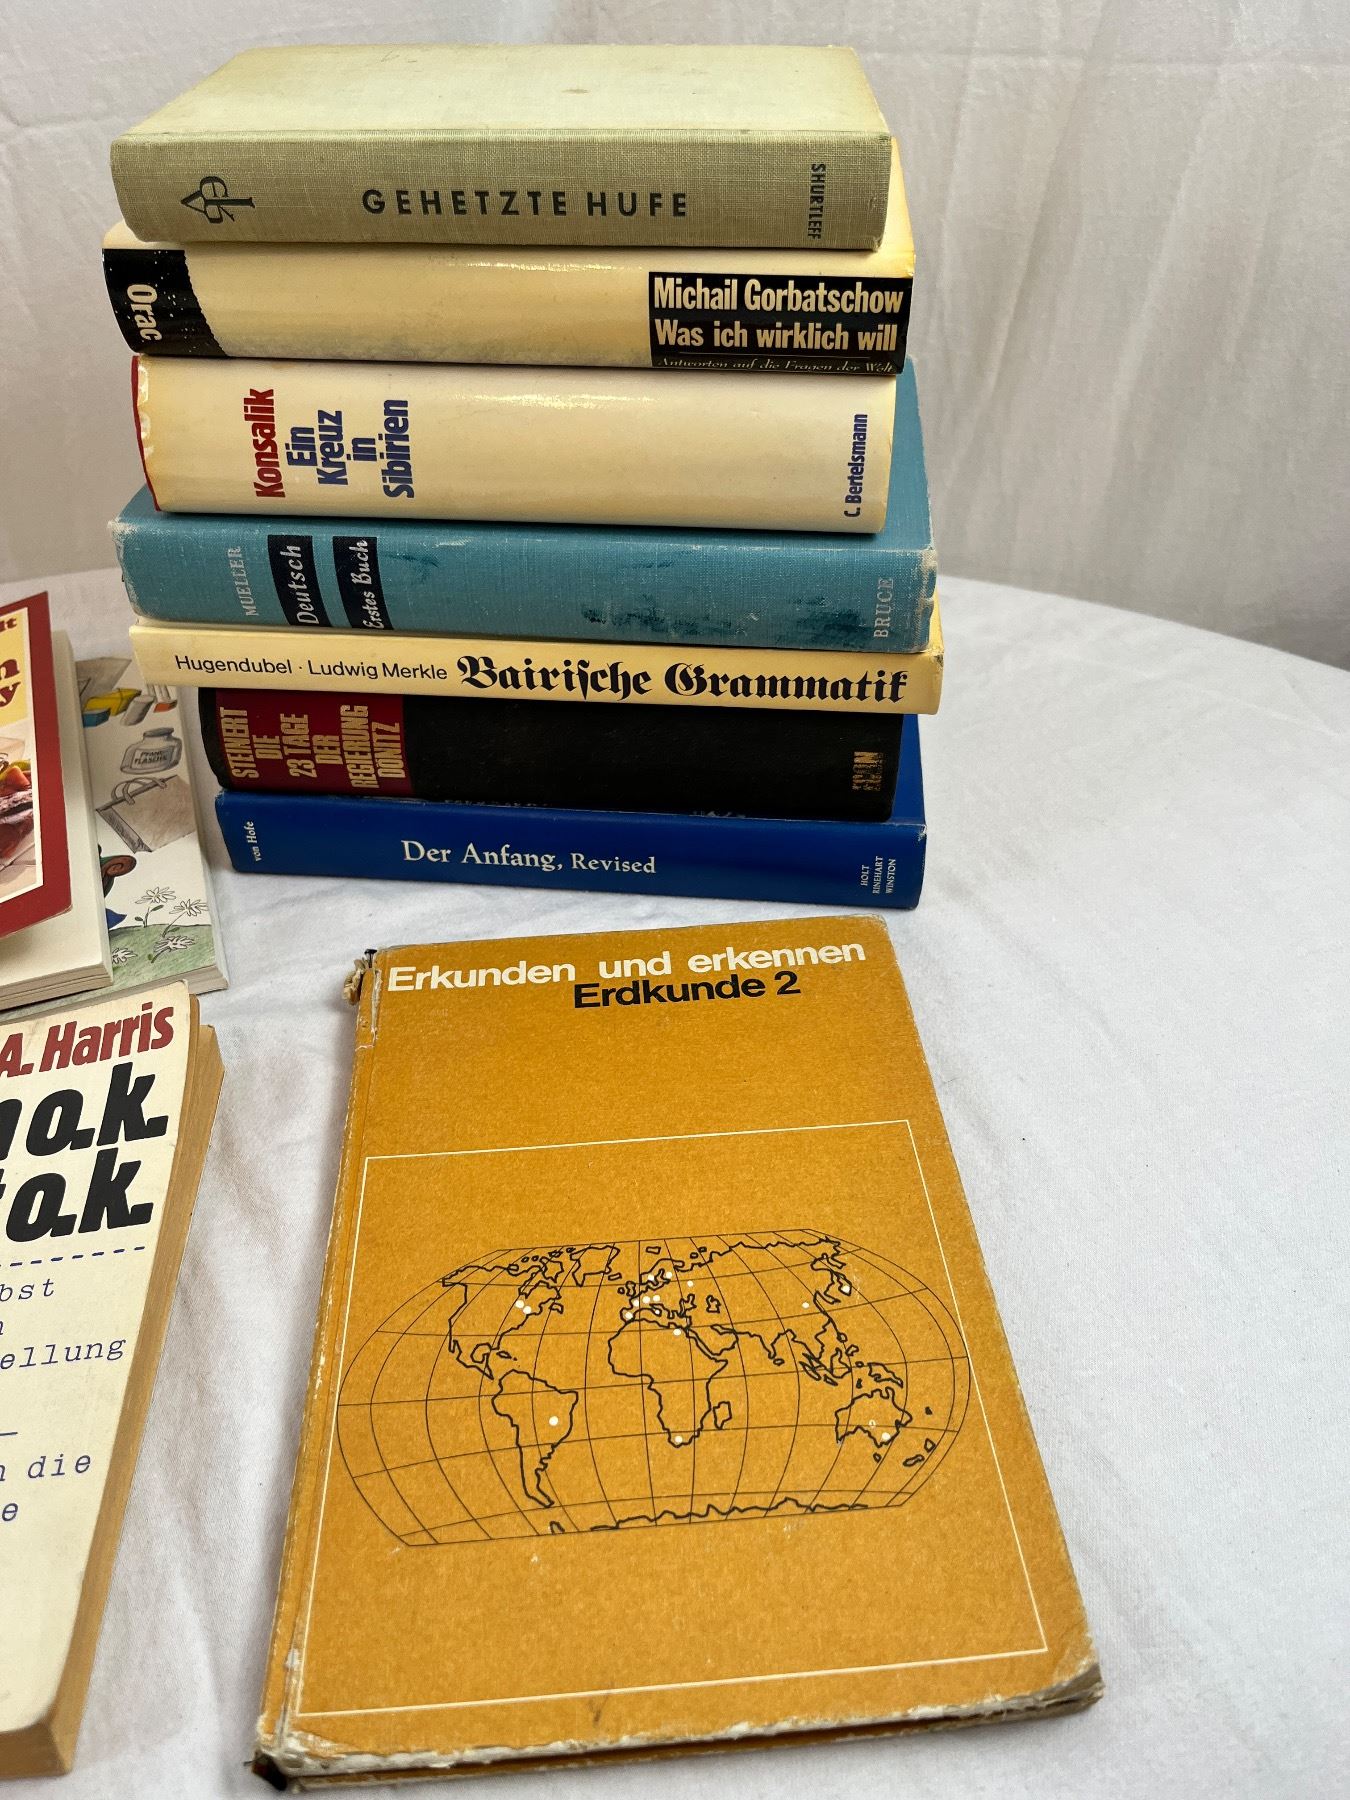 GEHETZTE HUFE
SHURTLEFF
Orac
Michail Gorbatschow
Was ich wirklich will
Antworten auf die Fragen der Welt
Konsalik
Ein
Kreuz
in
Sibirien
C. Bertelsmann
MUELLER
Deutsch
Erstes Buch
BRUCE
Hugendubel · Ludwig Merkle Bairische Grammatik
STEINERT
DIE
23 TAGE
DER
REGIERUNG
DÖNITZ
ECON
von Hofe
Der Anfang, Revised
HOLT
RINEHART
WINSTON
Erkunden und erkennen
Erdkunde 2
A. Harris
o.k.
o.k.
bst
ellung
die
e